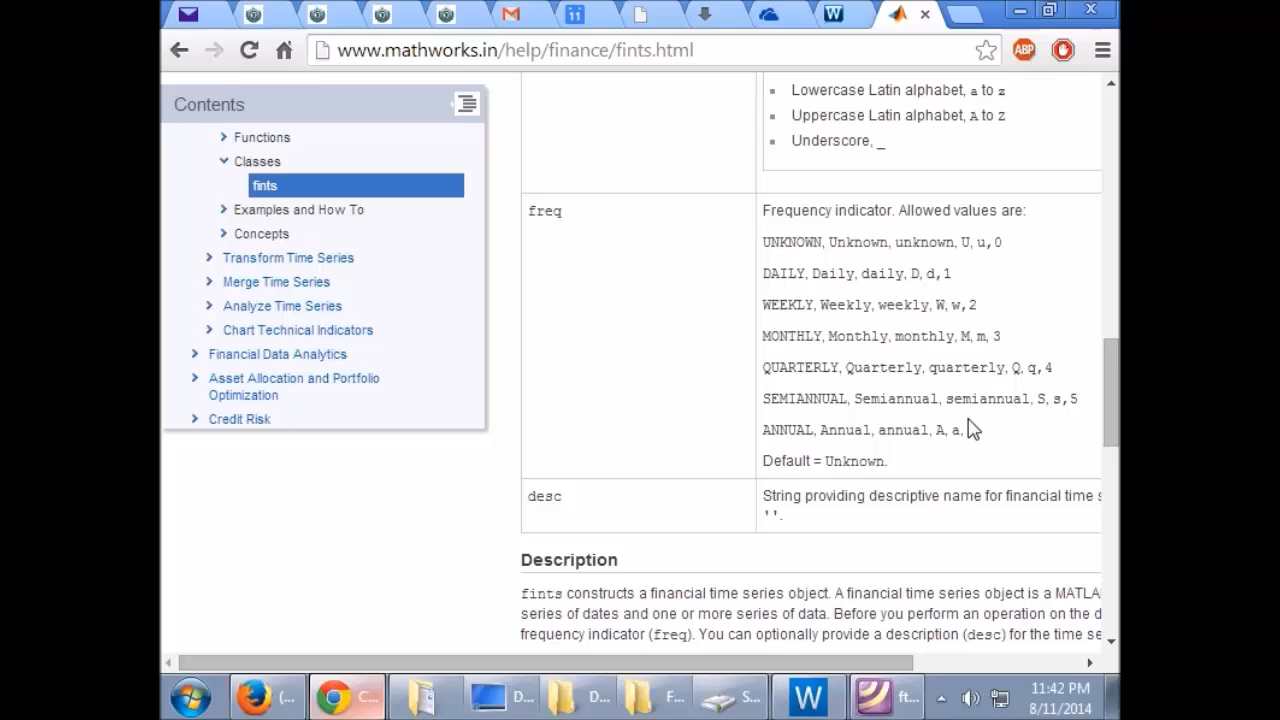 www.mathworks.in/help/finance/fints.html
ABP
Contents
Functions
Classes
fints
Examples and How To
Concepts
Transform Time Series
Merge Time Series
Analyze Time Series
Chart Technical Indicators
Financial Data Analytics
Asset Allocation and Portfolio
Optimization
Credit Risk
Lowercase Latin alphabet, a to z
Uppercase Latin alphabet, A to Z
Underscore, _
freq
Frequency indicator. Allowed values are:
UNKNOWN, Unknown, unknown, U, u,0
DAILY, Daily, daily, D, d,1
WEEKLY, Weekly, weekly, W, w,2
MONTHLY, Monthly, monthly, M, m, 3
QUARTERLY, Quarterly, quarterly, Q, q,4
SEMIANNUAL, Semiannual, semiannual, S, s,5
ANNUAL, Annual, annual, A, a,
Default = Unknown.
desc
String providing descriptive name for financial time s
''.
Description
fints constructs a financial time series object. A financial time series object is a MATLA
series of dates and one or more series of data. Before you perform an operation on the d
frequency indicator (freq). You can optionally provide a description (desc) for the time se
(...
C...
D...
D...
F...
S...
W
ft...
11:42 PM
8/11/2014